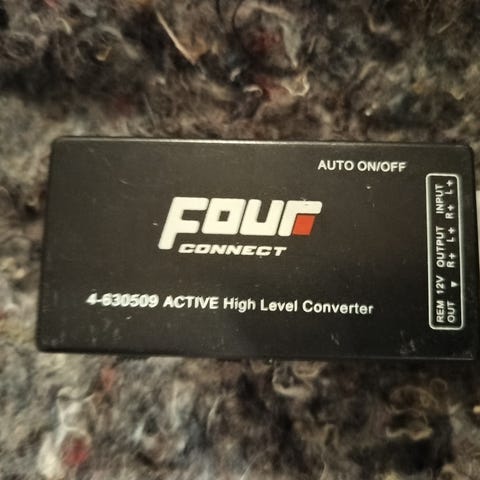 AUTO ON/OFF
FOUR
CONNECT
4-630509 ACTIVE High Level Converter
REM 12V OUTPUT INPUT
OUT ▼ R+ L+ R+ L+